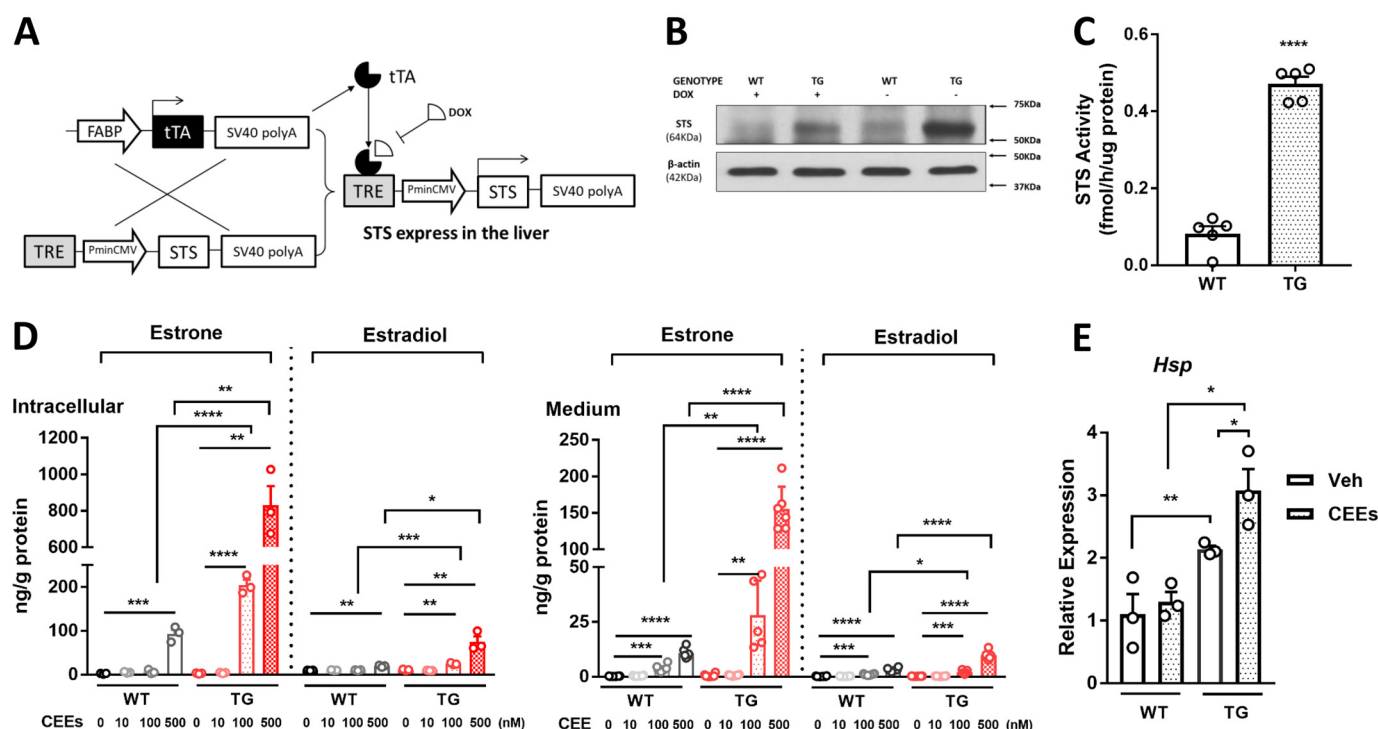 A
FABP
tTA
SV40 polyA
TRE
PminCMV
STS
SV40 polyA
tTA
DOX
TRE
PminCMV
STS
SV40 polyA
STS express in the liver
B
GENOTYPE WT TG WT TG
DOX + + - -
STS
(64KDa)
75KDa
50KDa
β-actin
(42KDa)
50KDa
37KDa
C
STS Activity
(fmol/h/ug protein)
0.6
0.4
0.2
0.0
****
WT TG
D
Estrone Estradiol
Intracellular
ng/g protein
1200
1000
800
600
200
100
0
**
****
**
****
***
*
***
**
**
**
WT TG WT TG
CEEs 0 10 100 500 0 10 100 500 0 10 100 500 0 10 100 500 (nM)
Estrone Estradiol
Medium
ng/g protein
250
200
150
100
50
25
0
****
**
****
**
****
***
****
*
****
***
****
***
WT TG WT TG
CEE 0 10 100 500 0 10 100 500 0 10 100 500 0 10 100 500 (nM)
E
Hsp
Relative Expression
4
3
2
1
0
*
*
**
WT TG
Veh
CEEs